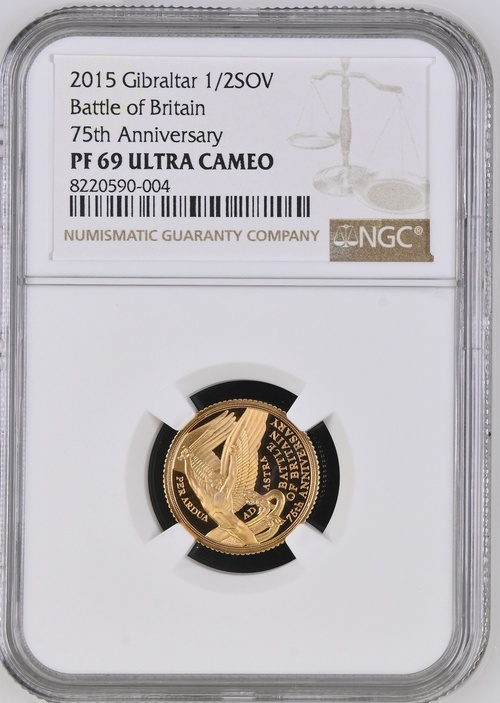 2015 Gibraltar 1/2SOV
Battle of Britain
75th Anniversary
PF 69 ULTRA CAMEO
8220590-004
NUMISMATIC GUARANTY COMPANY
NGC®
PER ARDUA
AD
ASTRA
BATTLE
OF BRITAIN
75th ANNIVERSARY